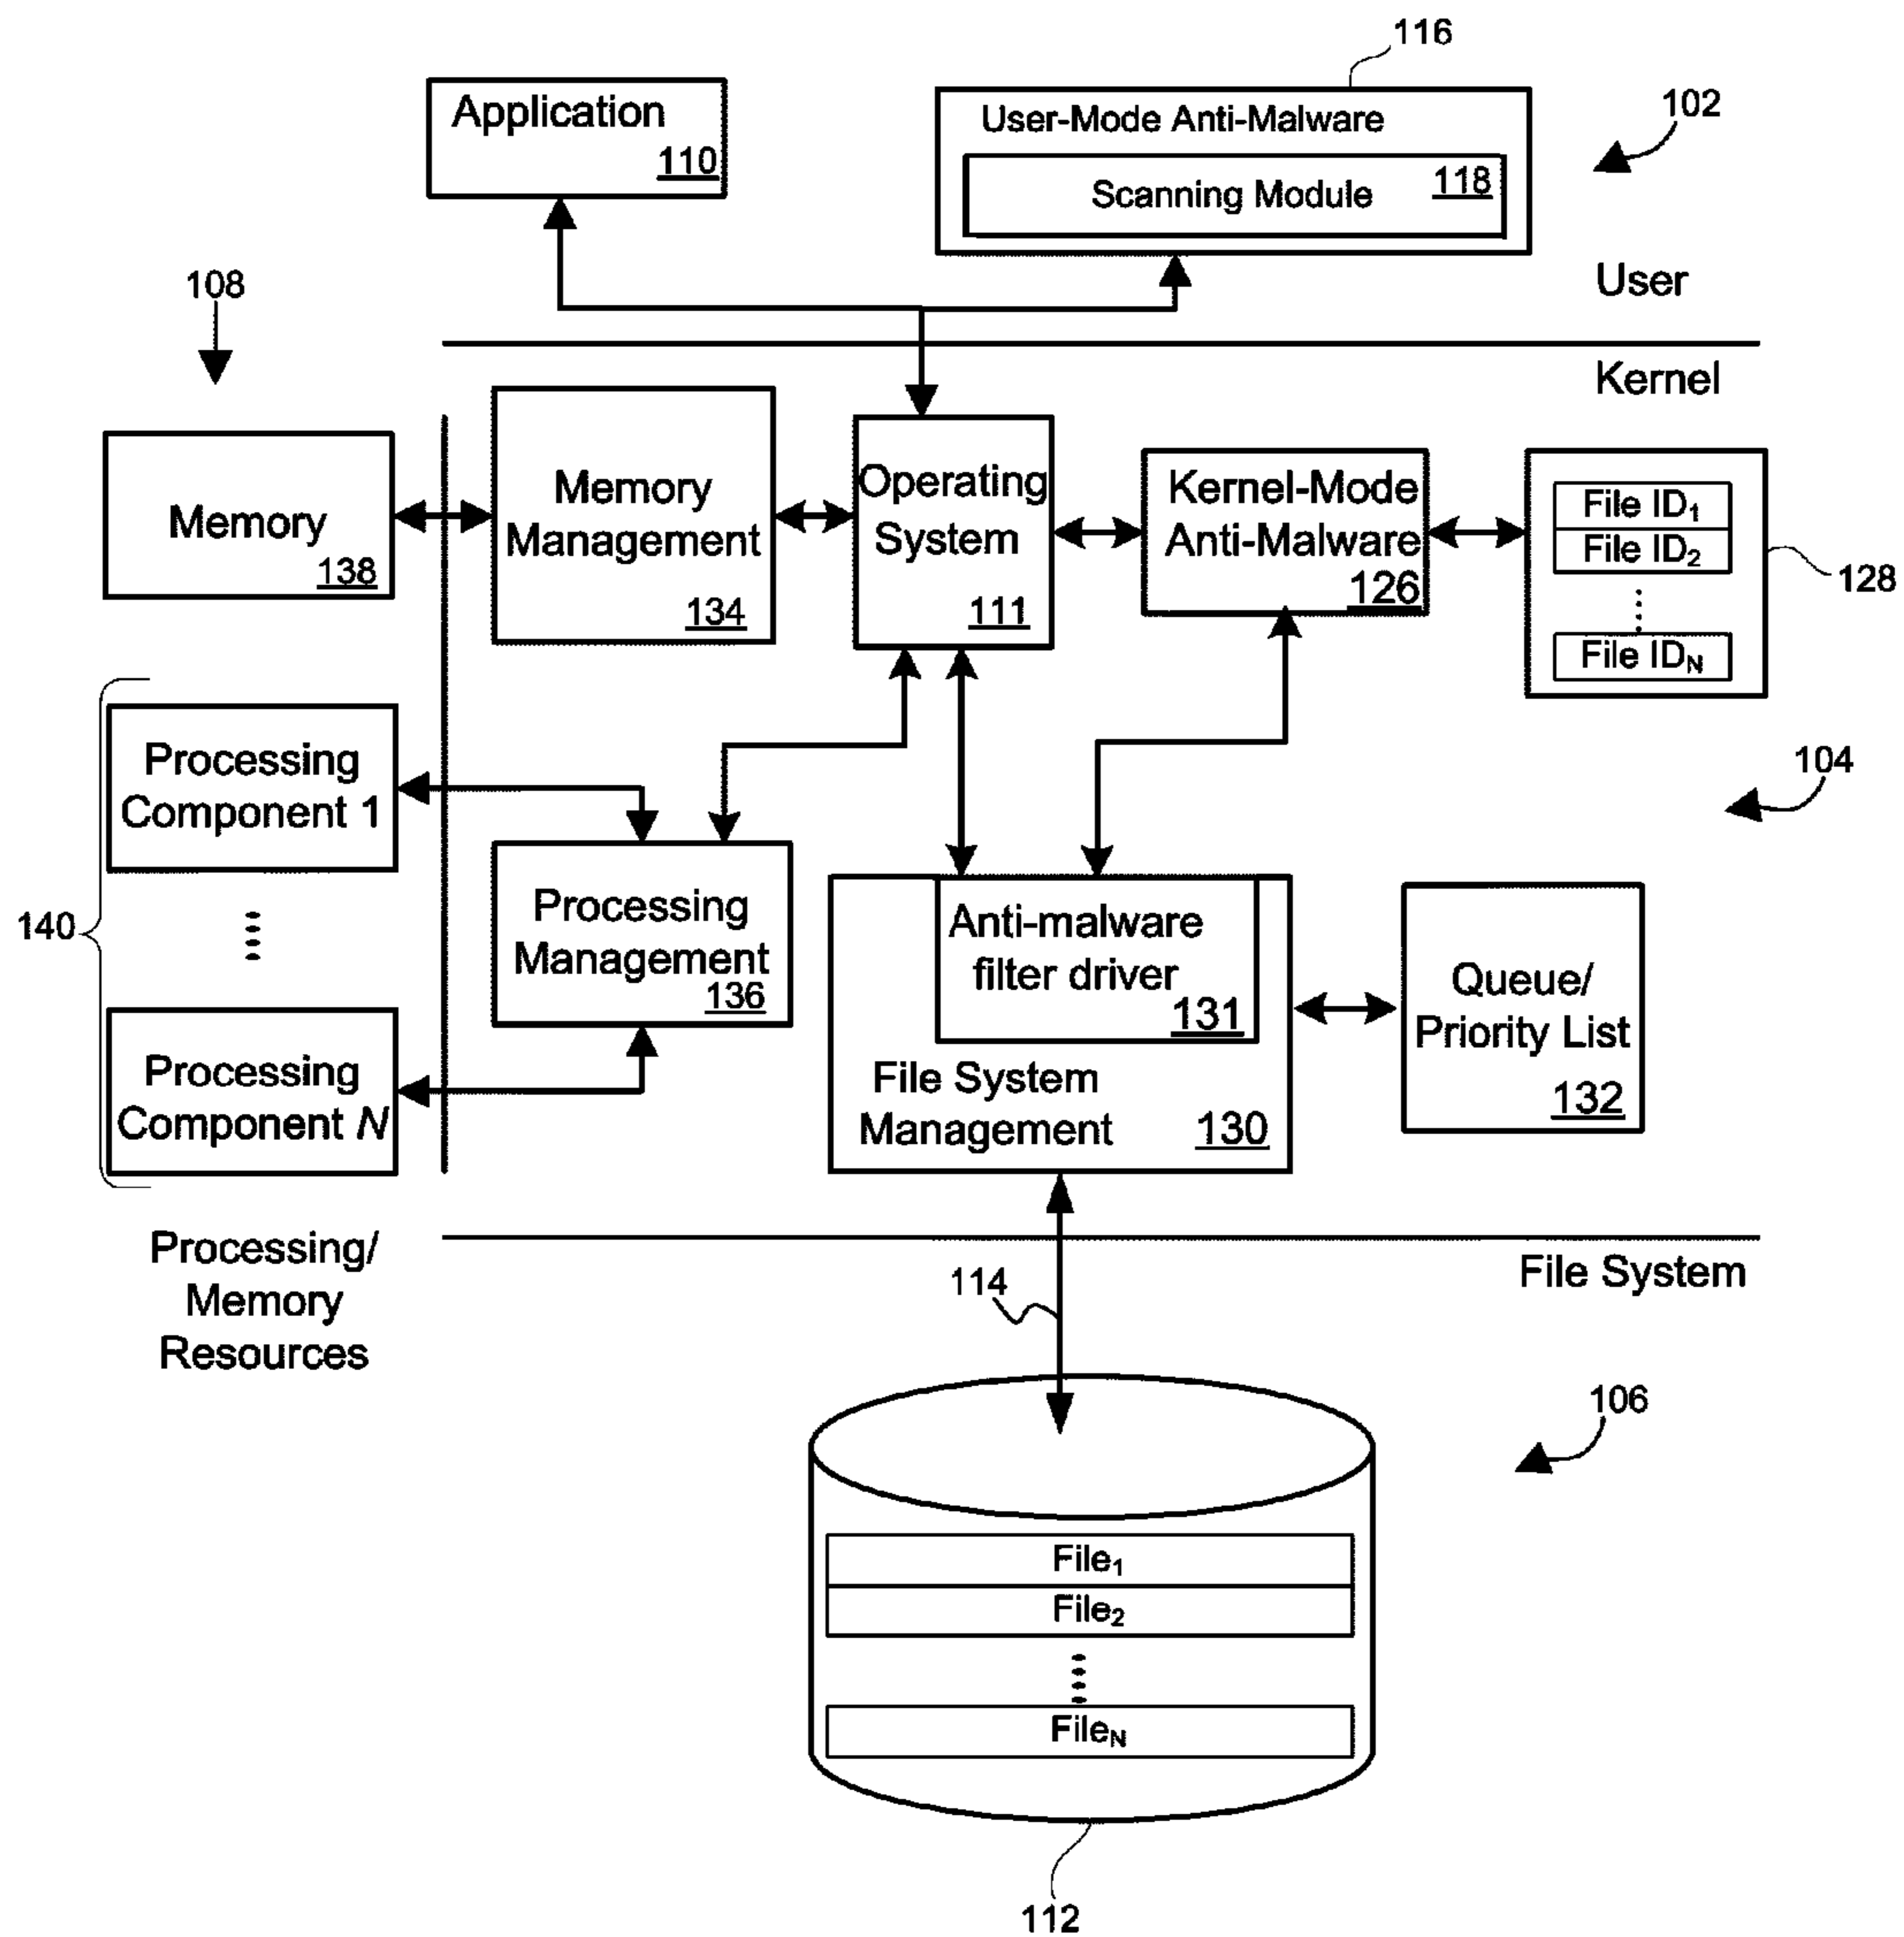 116
Application
110
User-Mode Anti-Malware
Scanning Module
118
102
User
108
Kernel
Memory
138
Memory
Management
134
Operating
System
111
Kernel-Mode
Anti-Malware
126
File ID1
File ID2
File IDN
128
104
140
Processing
Component 1
Processing
Component N
Processing
Management
136
Anti-malware
filter driver
131
File System
Management
130
Queue/
Priority List
132
Processing/
Memory
Resources
File System
114
106
File1
File2
FileN
112